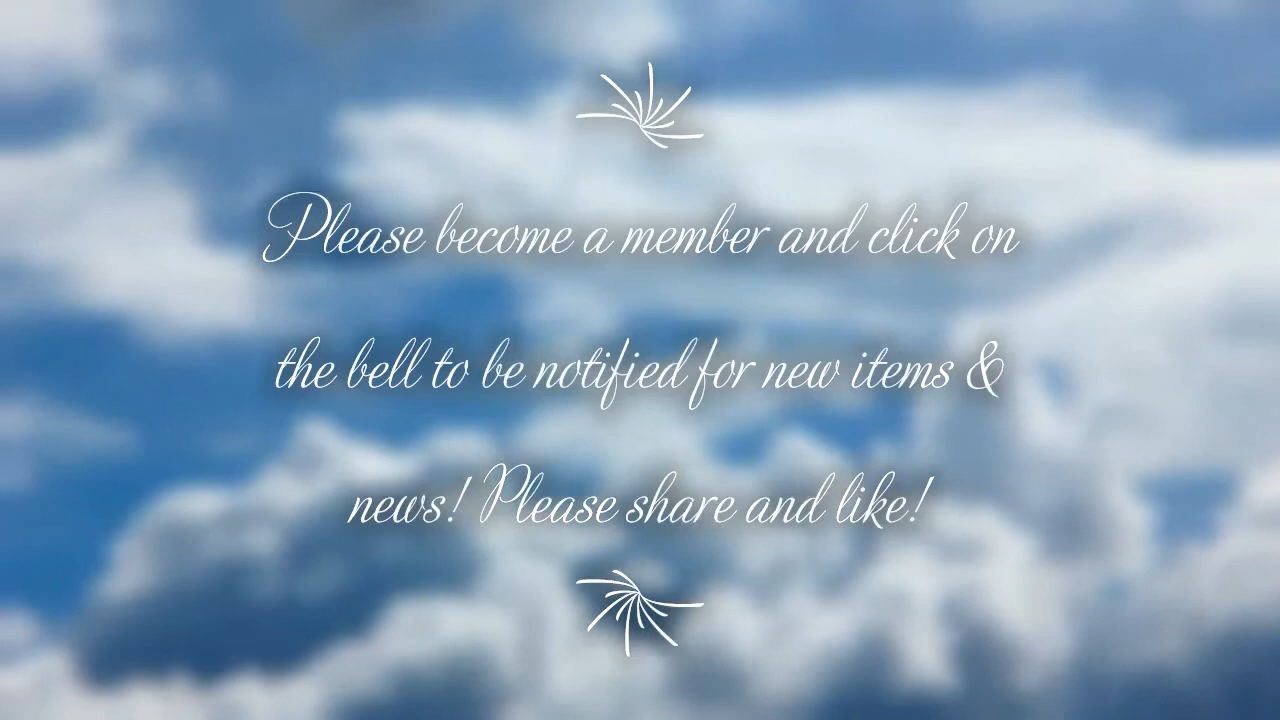 Please become a member and click on
the bell to be notified for new items &
news! Please share and like!